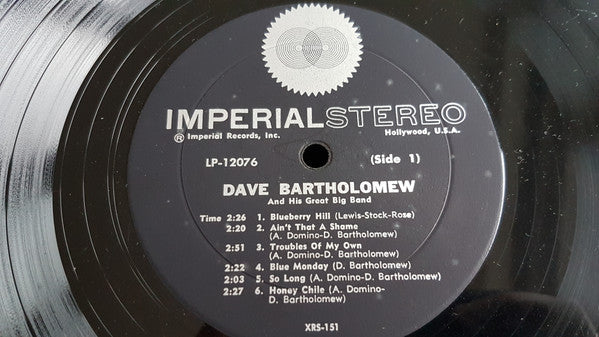 IMPERIAL STEREO
® Imperial Records, Inc. Hollywood, U.S.A.
LP-12076 (Side 1)
DAVE BARTHOLOMEW
And His Great Big Band
Time 2:26 1. Blueberry Hill (Lewis-Stock-Rose)
2:20 2. Ain't That A Shame
(A. Domino-D. Bartholomew)
2:51 3. Troubles Of My Own
(A. Domino-D. Bartholomew)
2:22 4. Blue Monday (D. Bartholomew)
2:03 5. So Long (A. Domino-D. Bartholomew)
2:27 6. Honey Chile (A. Domino-
D. Bartholomew)
XRS-151